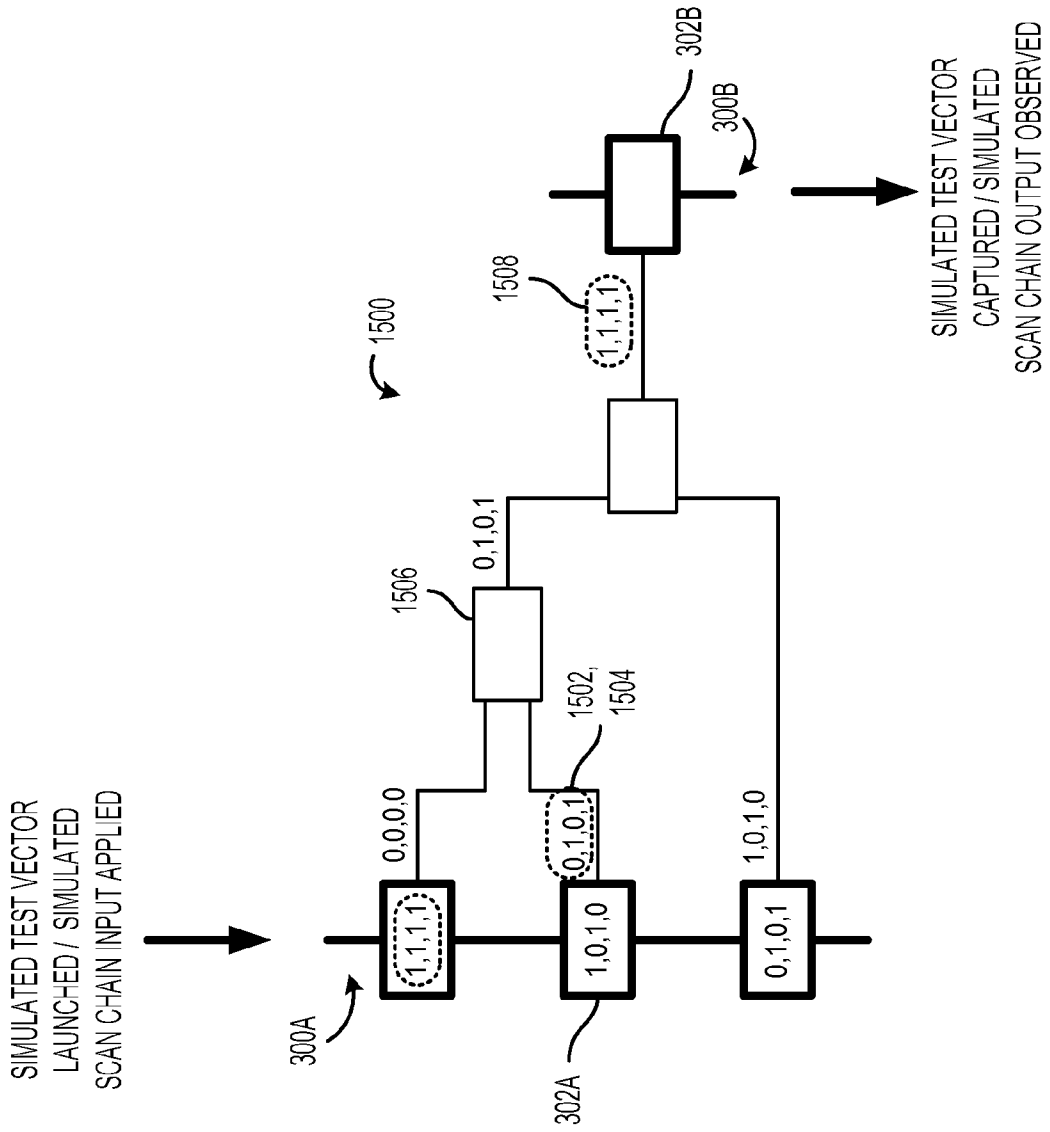 SIMULATED TEST VECTOR
LAUNCHED / SIMULATED
SCAN CHAIN INPUT APPLIED
300A
1,1,1,1
0,0,0,0
302A
1,0,1,0
0,1,0,1
1502,
1504
0,1,0,1
1,0,1,0
1506
0,1,0,1
1500
1508
1,1,1,1
302B
300B
SIMULATED TEST VECTOR
CAPTURED / SIMULATED
SCAN CHAIN OUTPUT OBSERVED